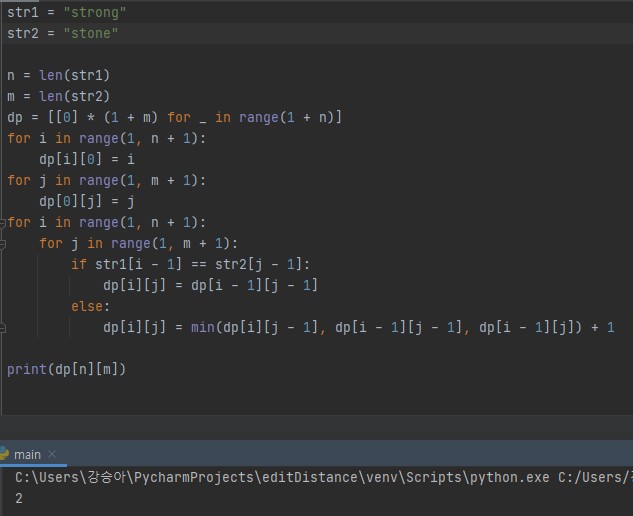 str1 = "strong"
str2 = "stone"
n = len(str1)
m = len(str2)
dp = [[0] * (1 + m) for _ in range(1 + n)]
for i in range(1, n + 1):
    dp[i][0] = i
for j in range(1, m + 1):
    dp[0][j] = j
for i in range(1, n + 1):
    for j in range(1, m + 1):
        if str1[i - 1] == str2[j - 1]:
            dp[i][j] = dp[i - 1][j - 1]
        else:
            dp[i][j] = min(dp[i][j - 1], dp[i - 1][j - 1], dp[i - 1][j]) + 1
print(dp[n][m])
main
C:\Users\강승아\PycharmProjects\editDistance\venv\Scripts\python.exe C:/Users/
2